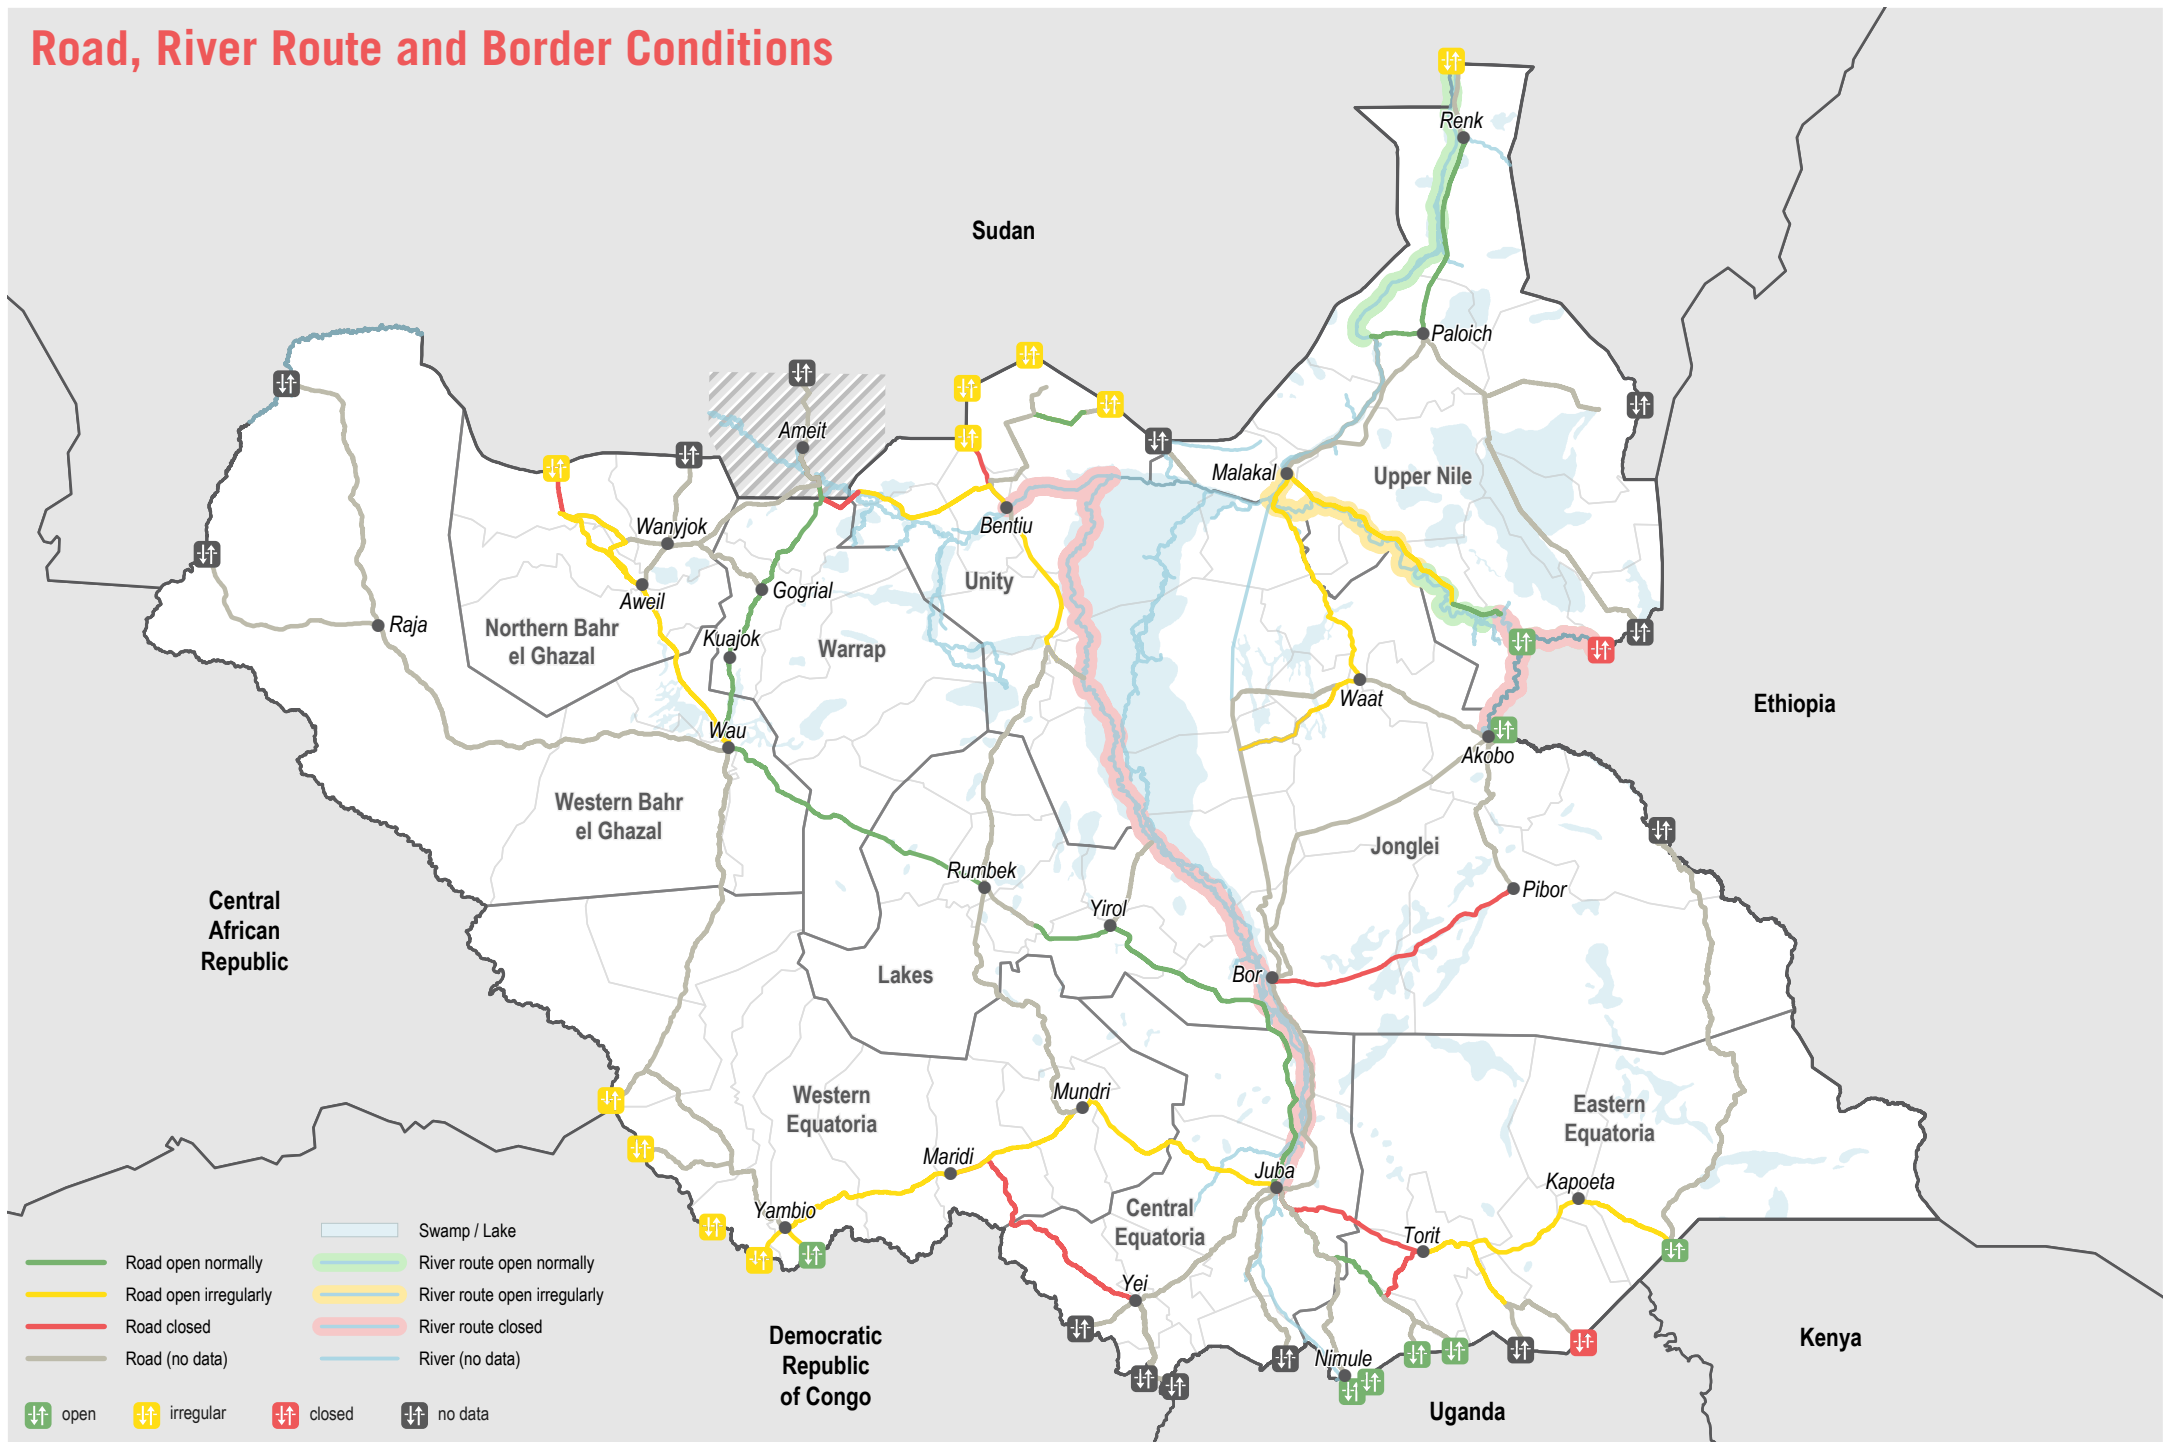 Road, River Route and Border Conditions
Renk
Sudan
Paloich
Ameit
Malakal
Upper Nile
Wanyjok
Bentiu
Unity
Aweil
Gogrial
Raja
Northern Bahr
el Ghazal
Kuajok
Warrap
Waat
Ethiopia
Wau
Akobo
Western Bahr
el Ghazal
Jonglei
Rumbek
Pibor
Central
African
Republic
Yirol
Lakes
Bor
Western
Equatoria
Mundri
Eastern
Equatoria
Maridi
Juba
Kapoeta
Yambio
Central
Equatoria
Torit
Yei
Democratic
Republic
of Congo
Nimule
Kenya
Uganda
Swamp / Lake
Road open normally
River route open normally
Road open irregularly
River route open irregularly
Road closed
River route closed
Road (no data)
River (no data)
open
irregular
closed
no data